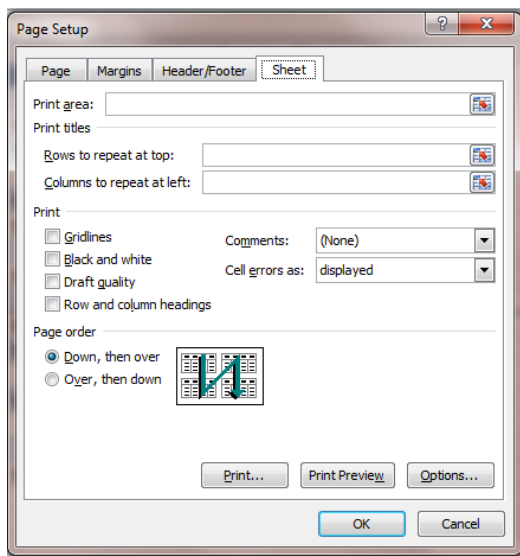 Page Setup
Page Margins Header/Footer Sheet
Print area:
Print titles
Rows to repeat at top:
Columns to repeat at left:
Print
Gridlines
Comments: (None)
Black and white
Cell errors as: displayed
Draft quality
Row and column headings
Page order
Down, then over
Over, then down
Print... Print Preview Options...
OK Cancel